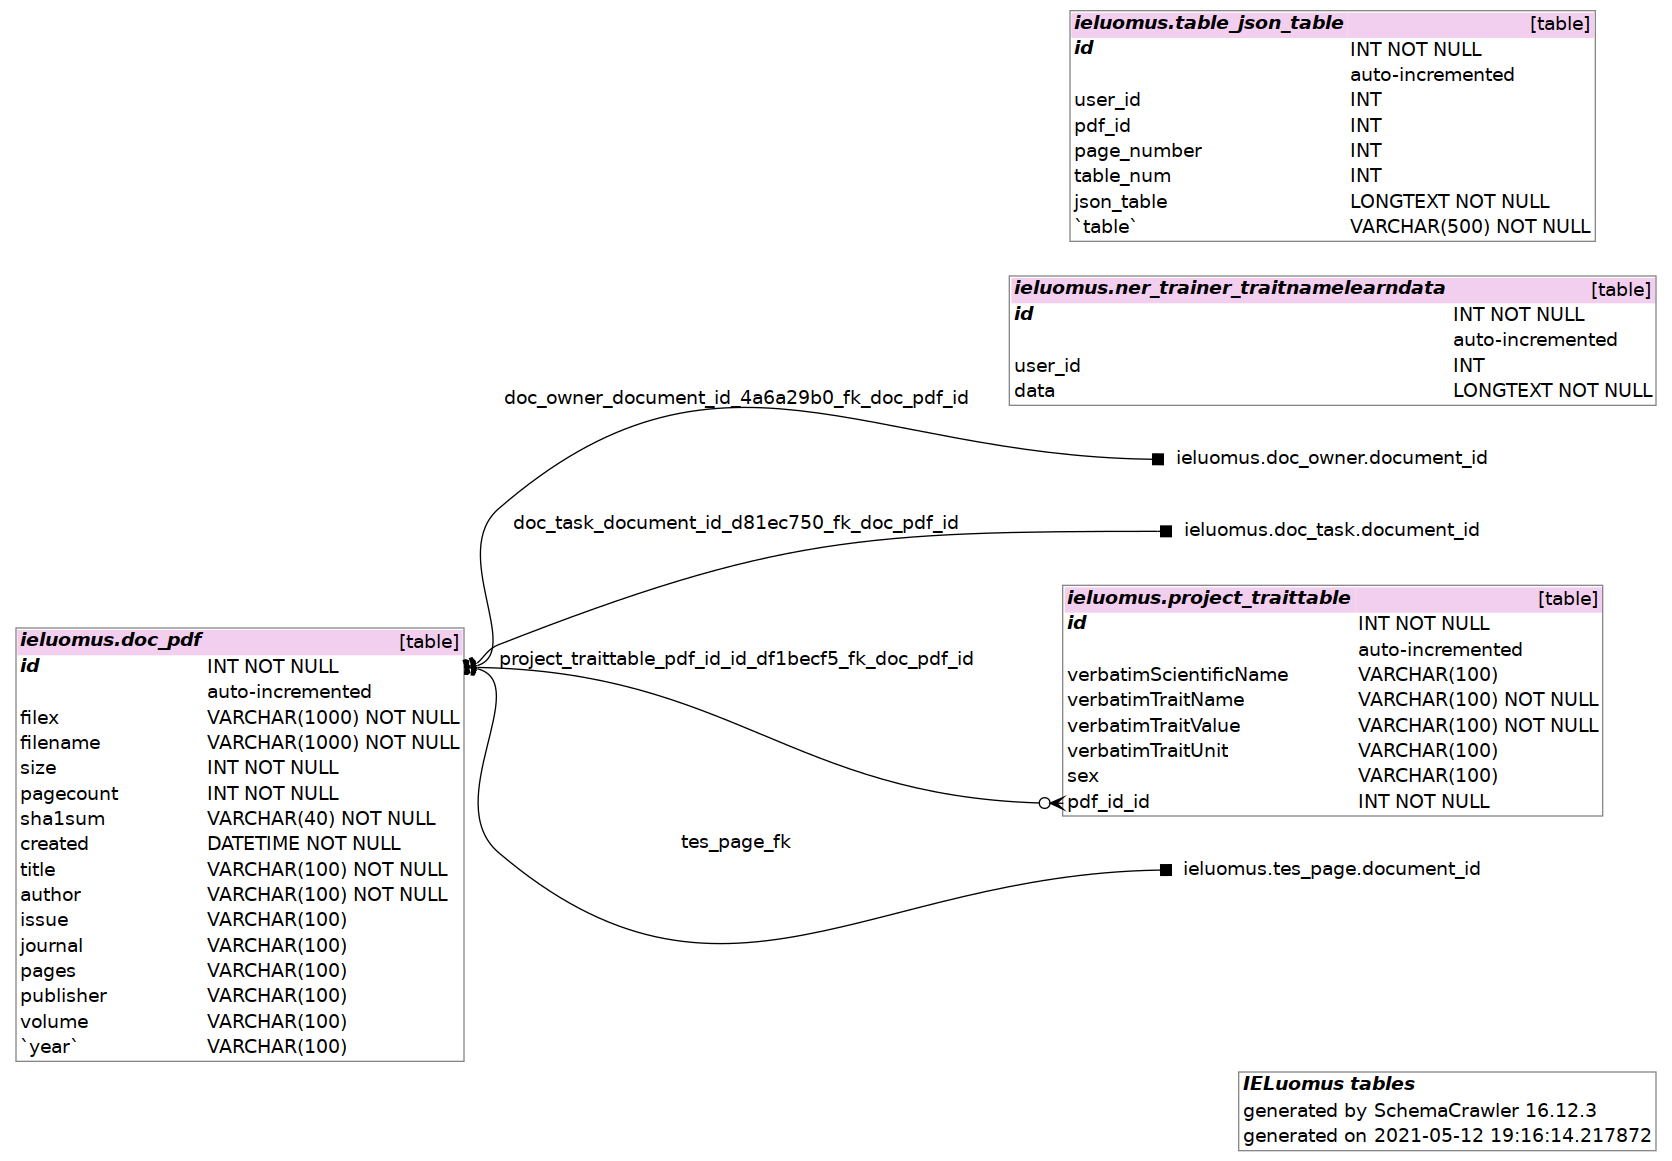 ieluomus.table_json_table [table]
id INT NOT NULL
auto-incremented
user_id INT
pdf_id INT
page_number INT
table_num INT
json_table LONGTEXT NOT NULL
`table` VARCHAR(500) NOT NULL
ieluomus.ner_trainer_traitnamelearndata [table]
id INT NOT NULL
auto-incremented
user_id INT
data LONGTEXT NOT NULL
doc_owner_document_id_4a6a29b0_fk_doc_pdf_id
ieluomus.doc_owner.document_id
doc_task_document_id_d81ec750_fk_doc_pdf_id
ieluomus.doc_task.document_id
ieluomus.project_traittable [table]
id INT NOT NULL
auto-incremented
verbatimScientificName VARCHAR(100)
verbatimTraitName VARCHAR(100) NOT NULL
verbatimTraitValue VARCHAR(100) NOT NULL
verbatimTraitUnit VARCHAR(100)
sex VARCHAR(100)
pdf_id_id INT NOT NULL
project_traittable_pdf_id_id_df1becf5_fk_doc_pdf_id
ieluomus.doc_pdf [table]
id INT NOT NULL
auto-incremented
filex VARCHAR(1000) NOT NULL
filename VARCHAR(1000) NOT NULL
size INT NOT NULL
pagecount INT NOT NULL
sha1sum VARCHAR(40) NOT NULL
created DATETIME NOT NULL
title VARCHAR(100) NOT NULL
author VARCHAR(100) NOT NULL
issue VARCHAR(100)
journal VARCHAR(100)
pages VARCHAR(100)
publisher VARCHAR(100)
volume VARCHAR(100)
`year` VARCHAR(100)
tes_page_fk
ieluomus.tes_page.document_id
IELuomus tables
generated by SchemaCrawler 16.12.3
generated on 2021-05-12 19:16:14.217872